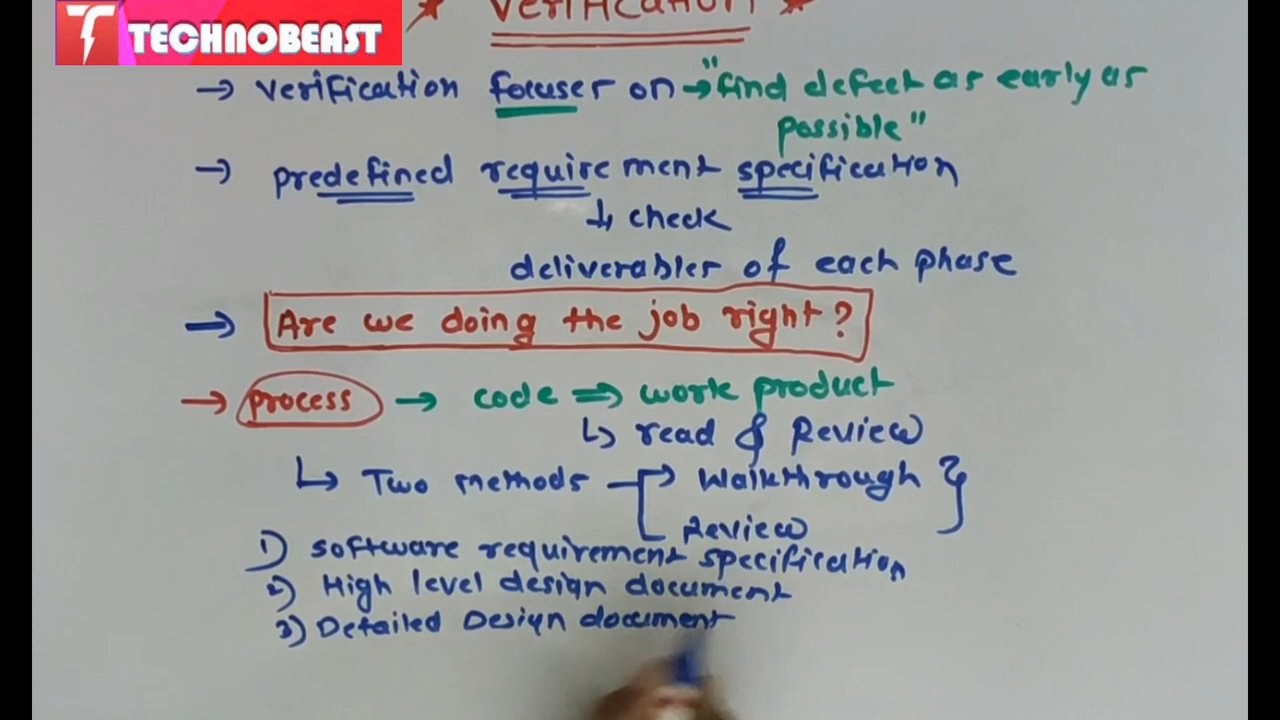 TECHNOBEAST
Verification
→ Verification focuses on → "find defect as early as
possible"
→ predefined requirement specification
↳ check
deliverables of each phase
→ Are we doing the job right?
→ process → code ⇒ work product
↳ read & Review
↳ Two methods → Walkthrough }
Review
1) software requirement specification
2) High level design document
3) Detailed Design document